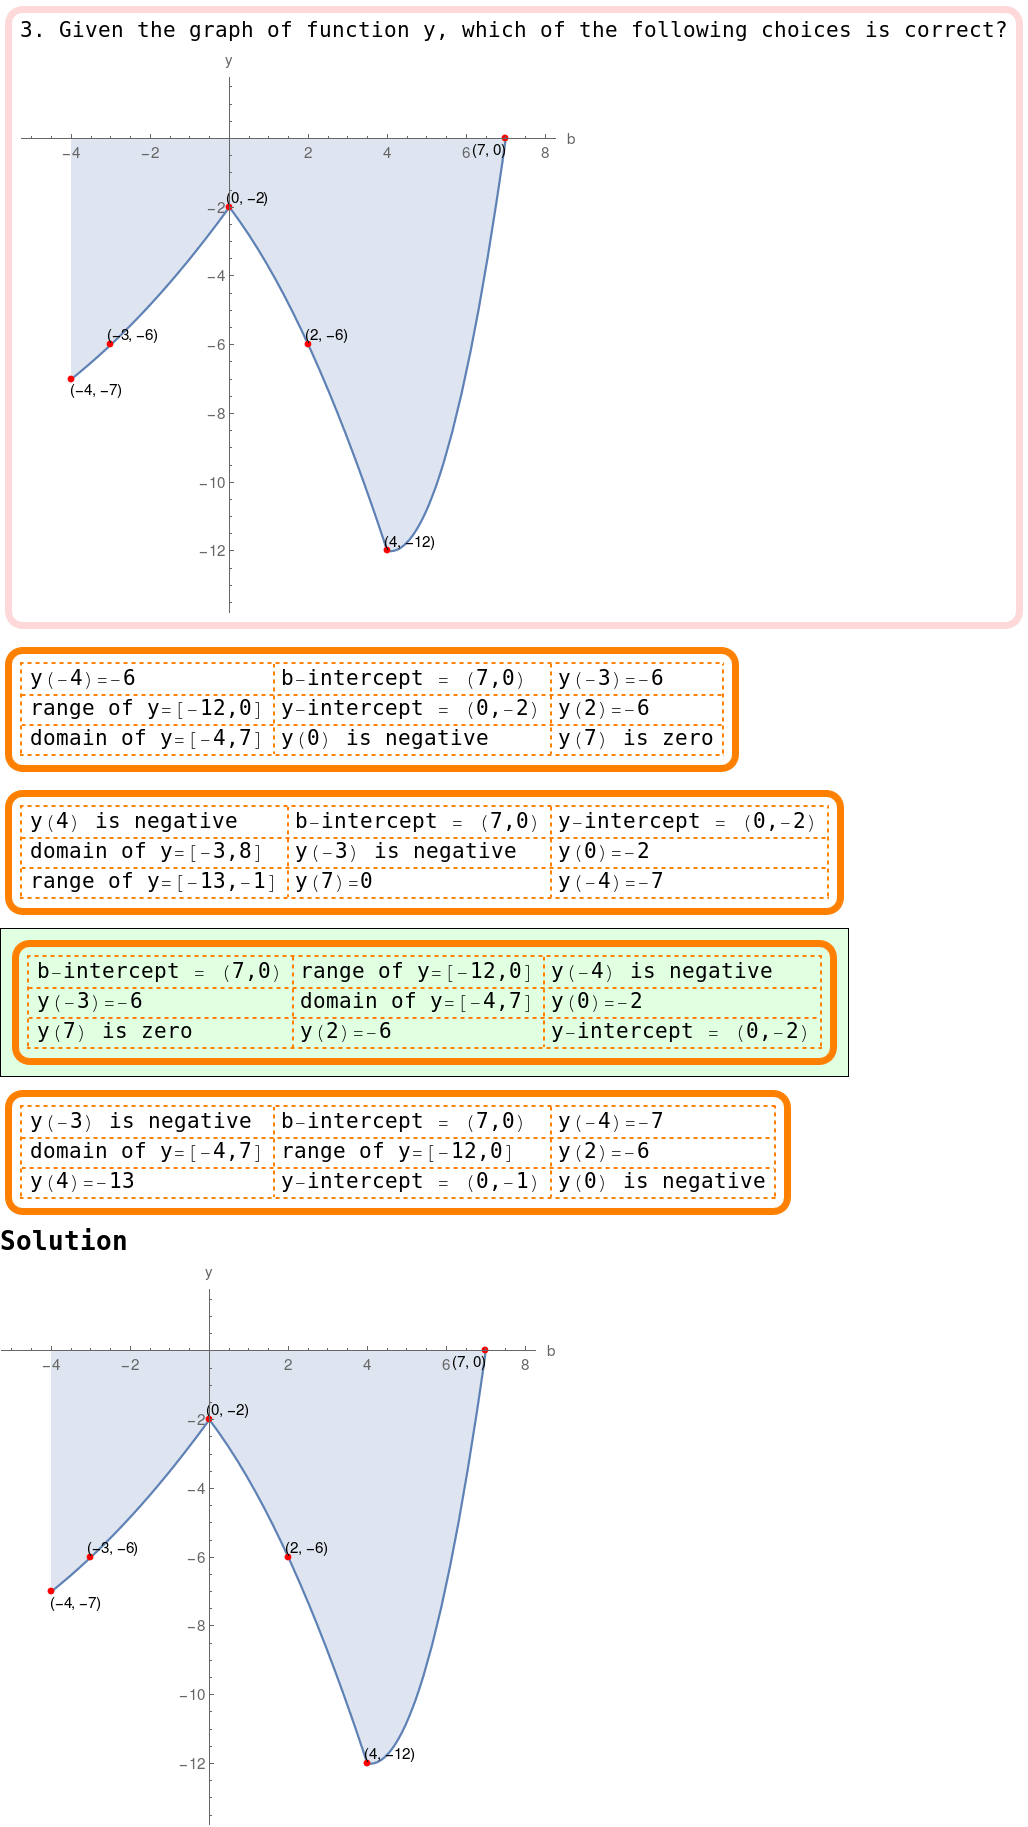 3. Given the graph of function y, which of the following choices is correct?
y
−4 −2 2 4 6 8 b
(7, 0)
(0, −2)
−2
−4
(−3, −6) (2, −6)
−6
(−4, −7)
−8
−10
(4, −12)
−12
y(−4)=−6 b−intercept = (7,0) y(−3)=−6
range of y=[−12,0] y−intercept = (0,−2) y(2)=−6
domain of y=[−4,7] y(0) is negative y(7) is zero
y(4) is negative b−intercept = (7,0) y−intercept = (0,−2)
domain of y=[−3,8] y(−3) is negative y(0)=−2
range of y=[−13,−1] y(7)=0 y(−4)=−7
b−intercept = (7,0) range of y=[−12,0] y(−4) is negative
y(−3)=−6 domain of y=[−4,7] y(0)=−2
y(7) is zero y(2)=−6 y−intercept = (0,−2)
y(−3) is negative b−intercept = (7,0) y(−4)=−7
domain of y=[−4,7] range of y=[−12,0] y(2)=−6
y(4)=−13 y−intercept = (0,−1) y(0) is negative
Solution
y
−4 −2 2 4 6 8 b
(7, 0)
(0, −2)
−2
−4
(−3, −6) (2, −6)
−6
(−4, −7)
−8
−10
(4, −12)
−12